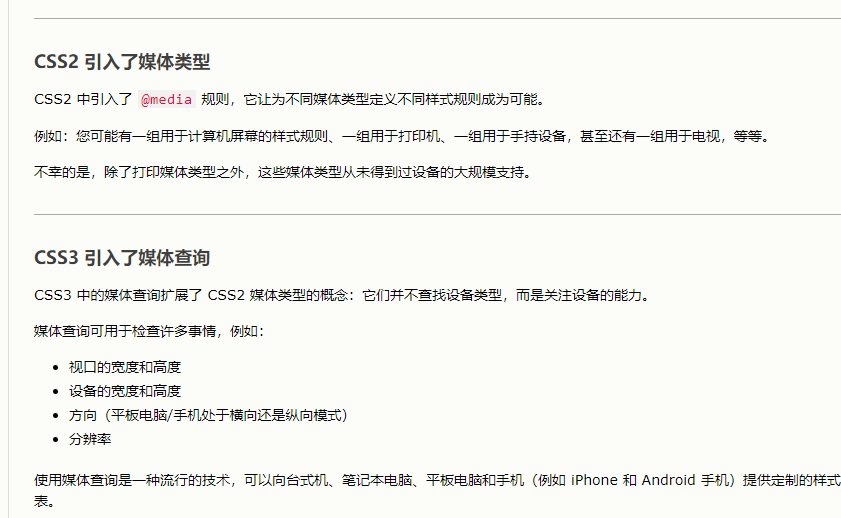 CSS2 引入了媒体类型
CSS2 中引入了 @media 规则，它让为不同媒体类型定义不同样式规则成为可能。
例如：您可能有一组用于计算机屏幕的样式规则、一组用于打印机、一组用于手持设备，甚至还有一组用于电视，等等。
不幸的是，除了打印媒体类型之外，这些媒体类型从未得到过设备的大规模支持。
CSS3 引入了媒体查询
CSS3 中的媒体查询扩展了 CSS2 媒体类型的概念：它们并不查找设备类型，而是关注设备的能力。
媒体查询可用于检查许多事情，例如：
• 视口的宽度和高度
• 设备的宽度和高度
• 方向（平板电脑/手机处于横向还是纵向模式）
• 分辨率
使用媒体查询是一种流行的技术，可以向台式机、笔记本电脑、平板电脑和手机（例如 iPhone 和 Android 手机）提供定制的样式
表。